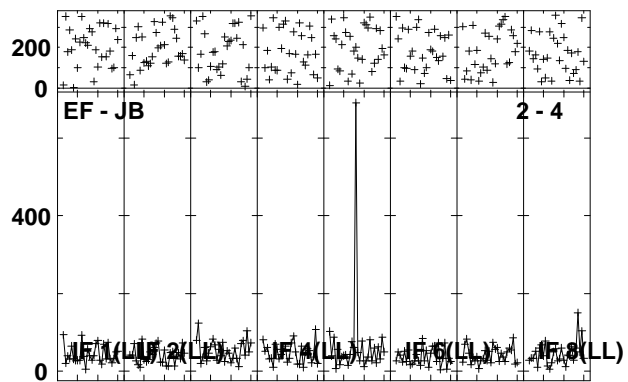 200
0
EF - JB 2 - 4
400
IF 1(LL) IF 2(LL) IF 4(LL) IF 6(LL) IF 8(LL)
0